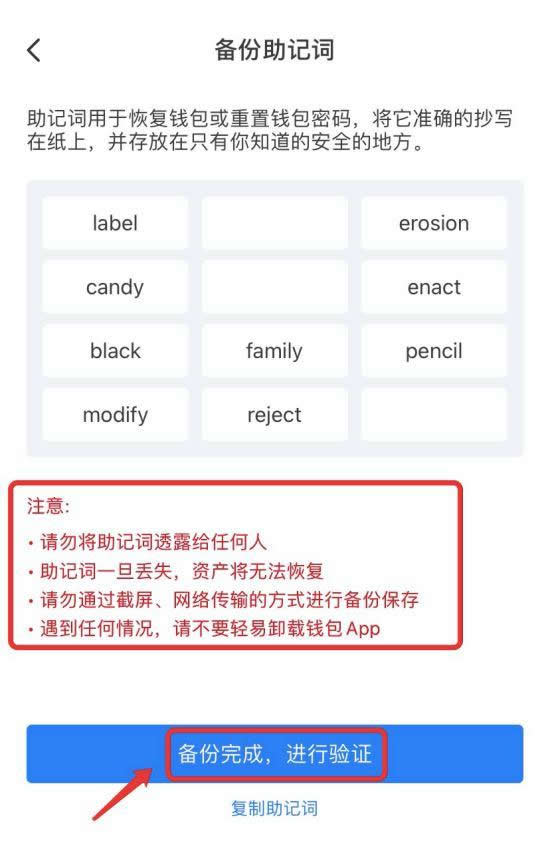 备份助记词
助记词用于恢复钱包或重置钱包密码，将它准确的抄写
在纸上，并存放在只有你知道的安全的地方。
label erosion
candy enact
black family pencil
modify reject
注意:
• 请勿将助记词透露给任何人
• 助记词一旦丢失，资产将无法恢复
• 请勿通过截屏、网络传输的方式进行备份保存
• 遇到任何情况，请不要轻易卸载钱包App
备份完成，进行验证
复制助记词